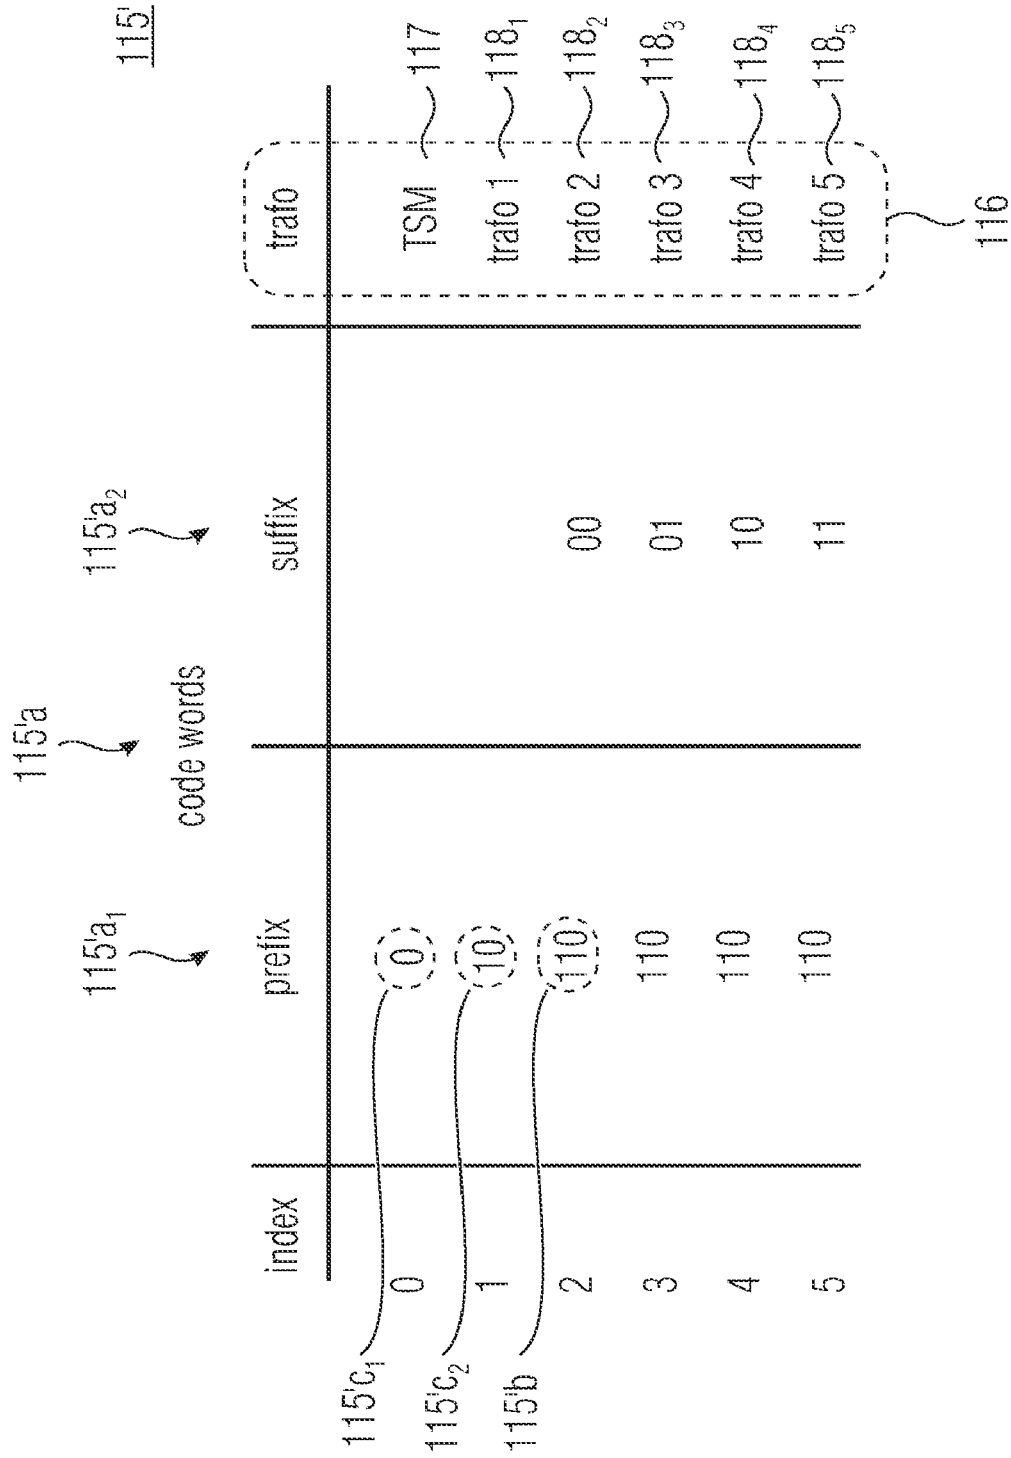 115'
115'a
code words
115'a₁
115'a₂
index prefix suffix trafo
115'c₁ 0 0 TSM 117
115'c₂ 1 10 trafo 1 118₁
115'b 2 110 00 trafo 2 118₂
3 110 01 trafo 3 118₃
4 110 10 trafo 4 118₄
5 110 11 trafo 5 118₅
116